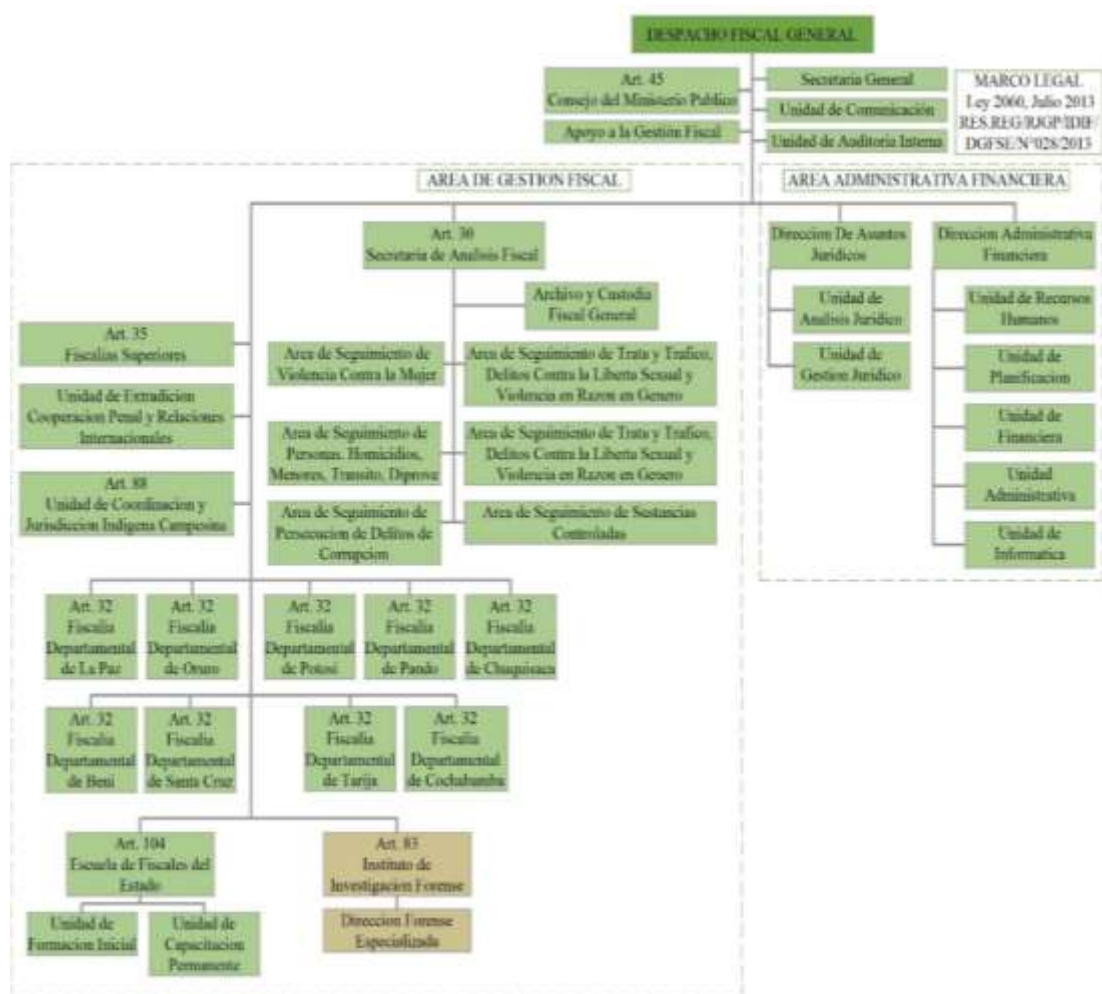 DESPACHO FISCAL GENERAL
Art. 45
Consejo del Ministerio Publico
Apoyo a la Gestión Fiscal
Secretaria General
Unidad de Comunicación
Unidad de Auditoria Interna
MARCO LEGAL
Ley 2060, Julio 2013
RES.REG/RJGP/IDIF/
DGFSE/N°028/2013
AREA DE GESTION FISCAL
AREA ADMINISTRATIVA FINANCIERA
Art. 30
Secretaria de Analisis Fiscal
Archivo y Custodia
Fiscal General
Art. 35
Fiscalias Superiores
Unidad de Extradicion
Cooperacion Penal y Relaciones
Internacionales
Art. 88
Unidad de Coordinacion y
Jurisdiccion Indigena Campesina
Area de Seguimiento de
Violencia Contra la Mujer
Area de Seguimiento de Trata y Trafico,
Delitos Contra la Liberta Sexual y
Violencia en Razon en Genero
Area de Seguimiento de
Personas, Homicidios,
Menores, Transito, Diprove
Area de Seguimiento de Trata y Trafico,
Delitos Contra la Liberta Sexual y
Violencia en Razon en Genero
Area de Seguimiento de
Persecucion de Delitos de
Corrupcion
Area de Seguimiento de Sustancias
Controladas
Direccion De Asuntos
Juridicos
Unidad de
Analisis Juridico
Unidad de
Gestion Juridico
Direccion Administrativa
Financiera
Unidad de Recursos
Humanos
Unidad de
Planificacion
Unidad de
Financiera
Unidad
Administrativa
Unidad de
Informatica
Art. 32
Fiscalia
Departamental
de La Paz
Art. 32
Fiscalia
Departamental
de Oruro
Art. 32
Fiscalia
Departamental
de Potosi
Art. 32
Fiscalia
Departamental
de Pando
Art. 32
Fiscalia
Departamental
de Chuquisaca
Art. 32
Fiscalia
Departamental
de Beni
Art. 32
Fiscalia
Departamental
de Santa Cruz
Art. 32
Fiscalia
Departamental
de Tarija
Art. 32
Fiscalia
Departamental
de Cochabamba
Art. 104
Escuela de Fiscales del
Estado
Unidad de
Formacion Inicial
Unidad de
Capacitacion
Permanente
Art. 83
Instituto de
Investigacion Forense
Direccion Forense
Especializada